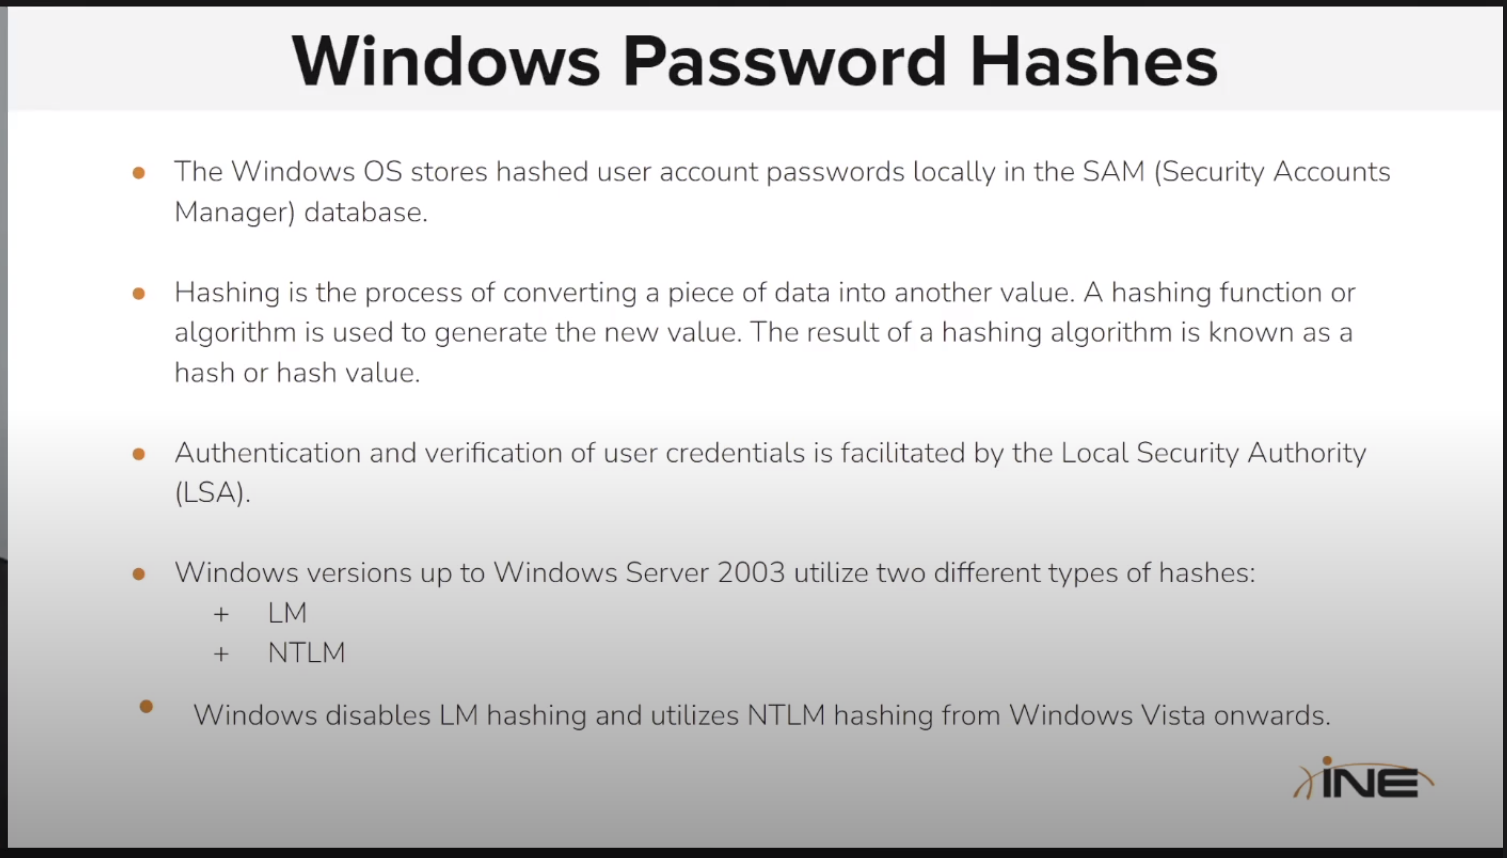 Windows Password Hashes
• The Windows OS stores hashed user account passwords locally in the SAM (Security Accounts
Manager) database.
• Hashing is the process of converting a piece of data into another value. A hashing function or
algorithm is used to generate the new value. The result of a hashing algorithm is known as a
hash or hash value.
• Authentication and verification of user credentials is facilitated by the Local Security Authority
(LSA).
• Windows versions up to Windows Server 2003 utilize two different types of hashes:
+ LM
+ NTLM
• Windows disables LM hashing and utilizes NTLM hashing from Windows Vista onwards.
iNE